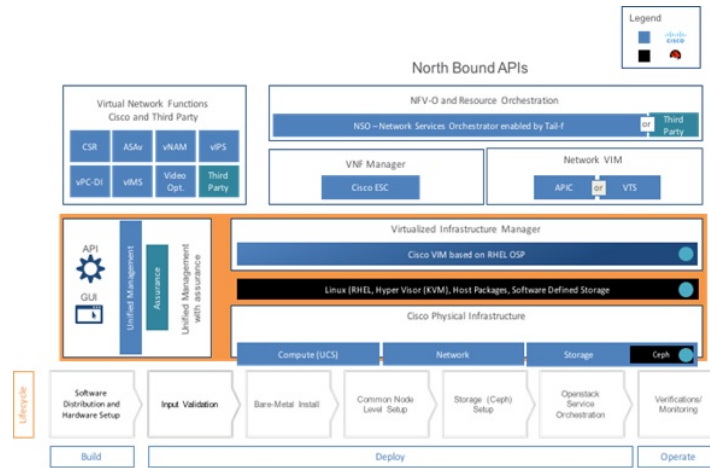 Legend
CISCO
North Bound APIs
Virtual Network Functions
Cisco and Third Party
CSR
ASAv
vNAM
vIPS
vPC-DI
vIMS
Video
Opt.
Third
Party
NFV-O and Resource Orchestration
NSO – Network Services Orchestrator enabled by Tail-f
or
Third
Party
VNF Manager
Cisco ESC
Network VIM
APIC
or
VTS
API
GUI
Unified Management
Assurance
Unified Management
with assurance
Virtualized Infrastructure Manager
Cisco VIM based on RHEL OSP
Linux (RHEL, Hyper Visor (KVM), Host Packages, Software Defined Storage
Cisco Physical Infrastructure
Compute (UCS)
Network
Storage
Ceph
Lifecycle
Software
Distribution and
Hardware Setup
Input Validation
Bare-Metal Install
Common Node
Level Setup
Storage (Ceph)
Setup
Openstack
Service
Orchestration
Verifications/
Monitoring
Build
Deploy
Operate